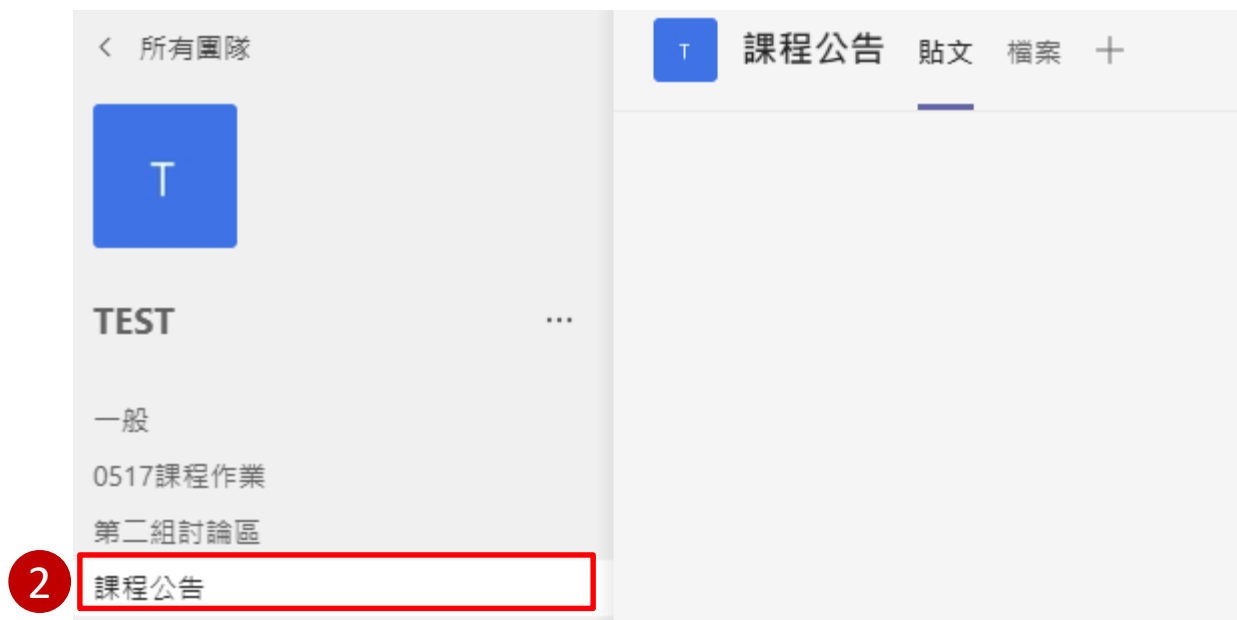 所有團隊
T
TEST
...
一般
0517課程作業
第二組討論區
2 課程公告
T 課程公告 貼文 檔案 +